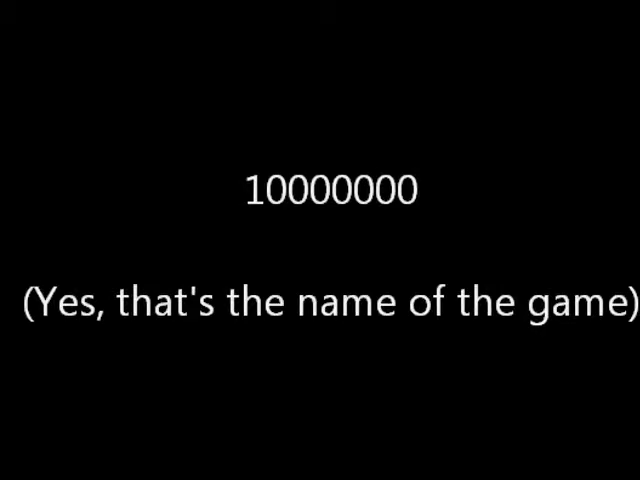 10000000
(Yes, that's the name of the game)